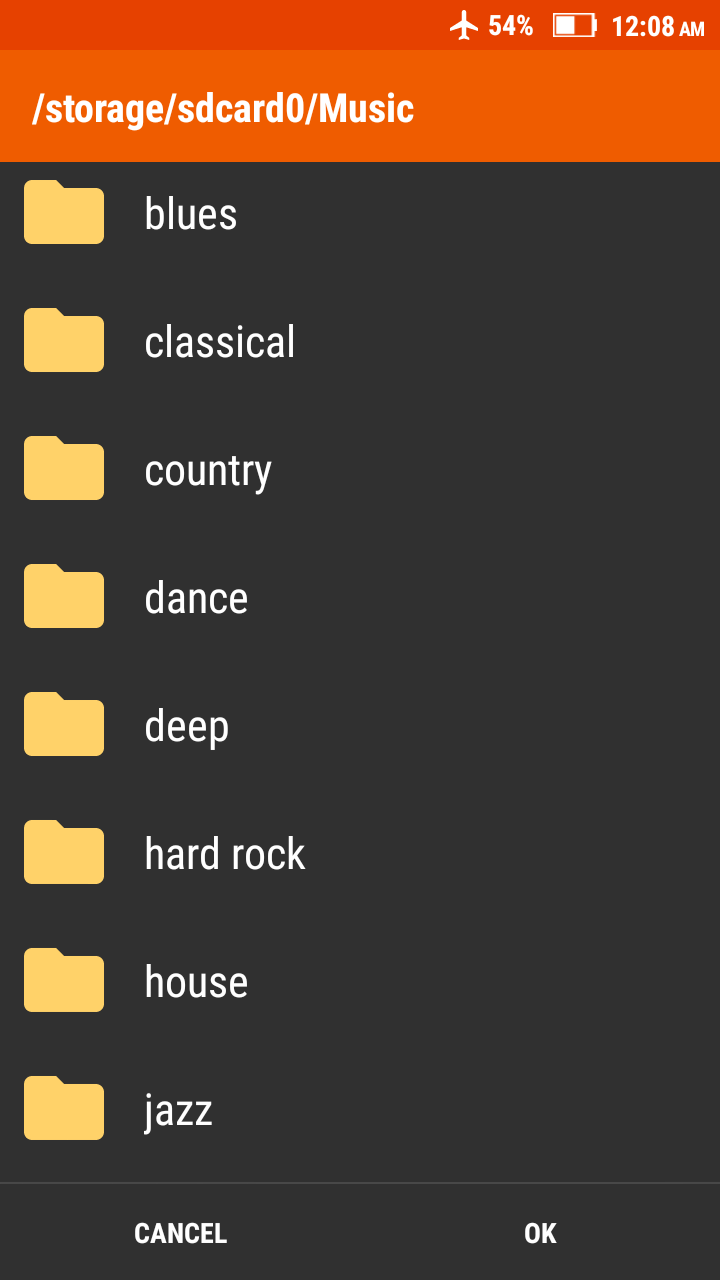 54% 12:08 AM
/storage/sdcard0/Music
blues
classical
country
dance
deep
hard rock
house
jazz
CANCEL OK